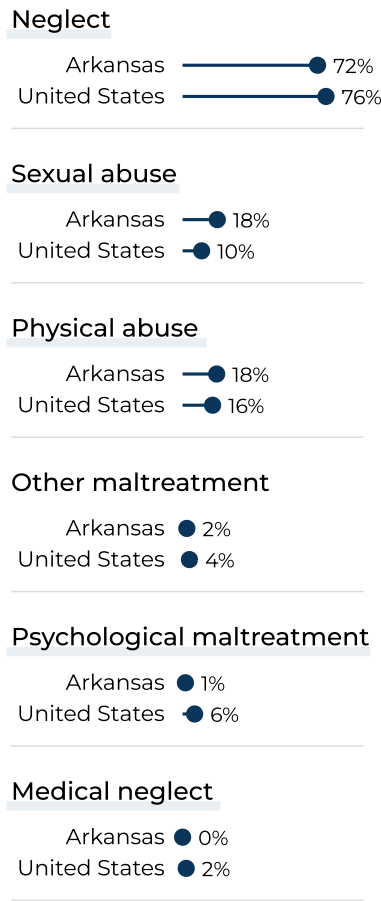 Neglect
Arkansas 72%
United States 76%
Sexual abuse
Arkansas 18%
United States 10%
Physical abuse
Arkansas 18%
United States 16%
Other maltreatment
Arkansas 2%
United States 4%
Psychological maltreatment
Arkansas 1%
United States 6%
Medical neglect
Arkansas 0%
United States 2%